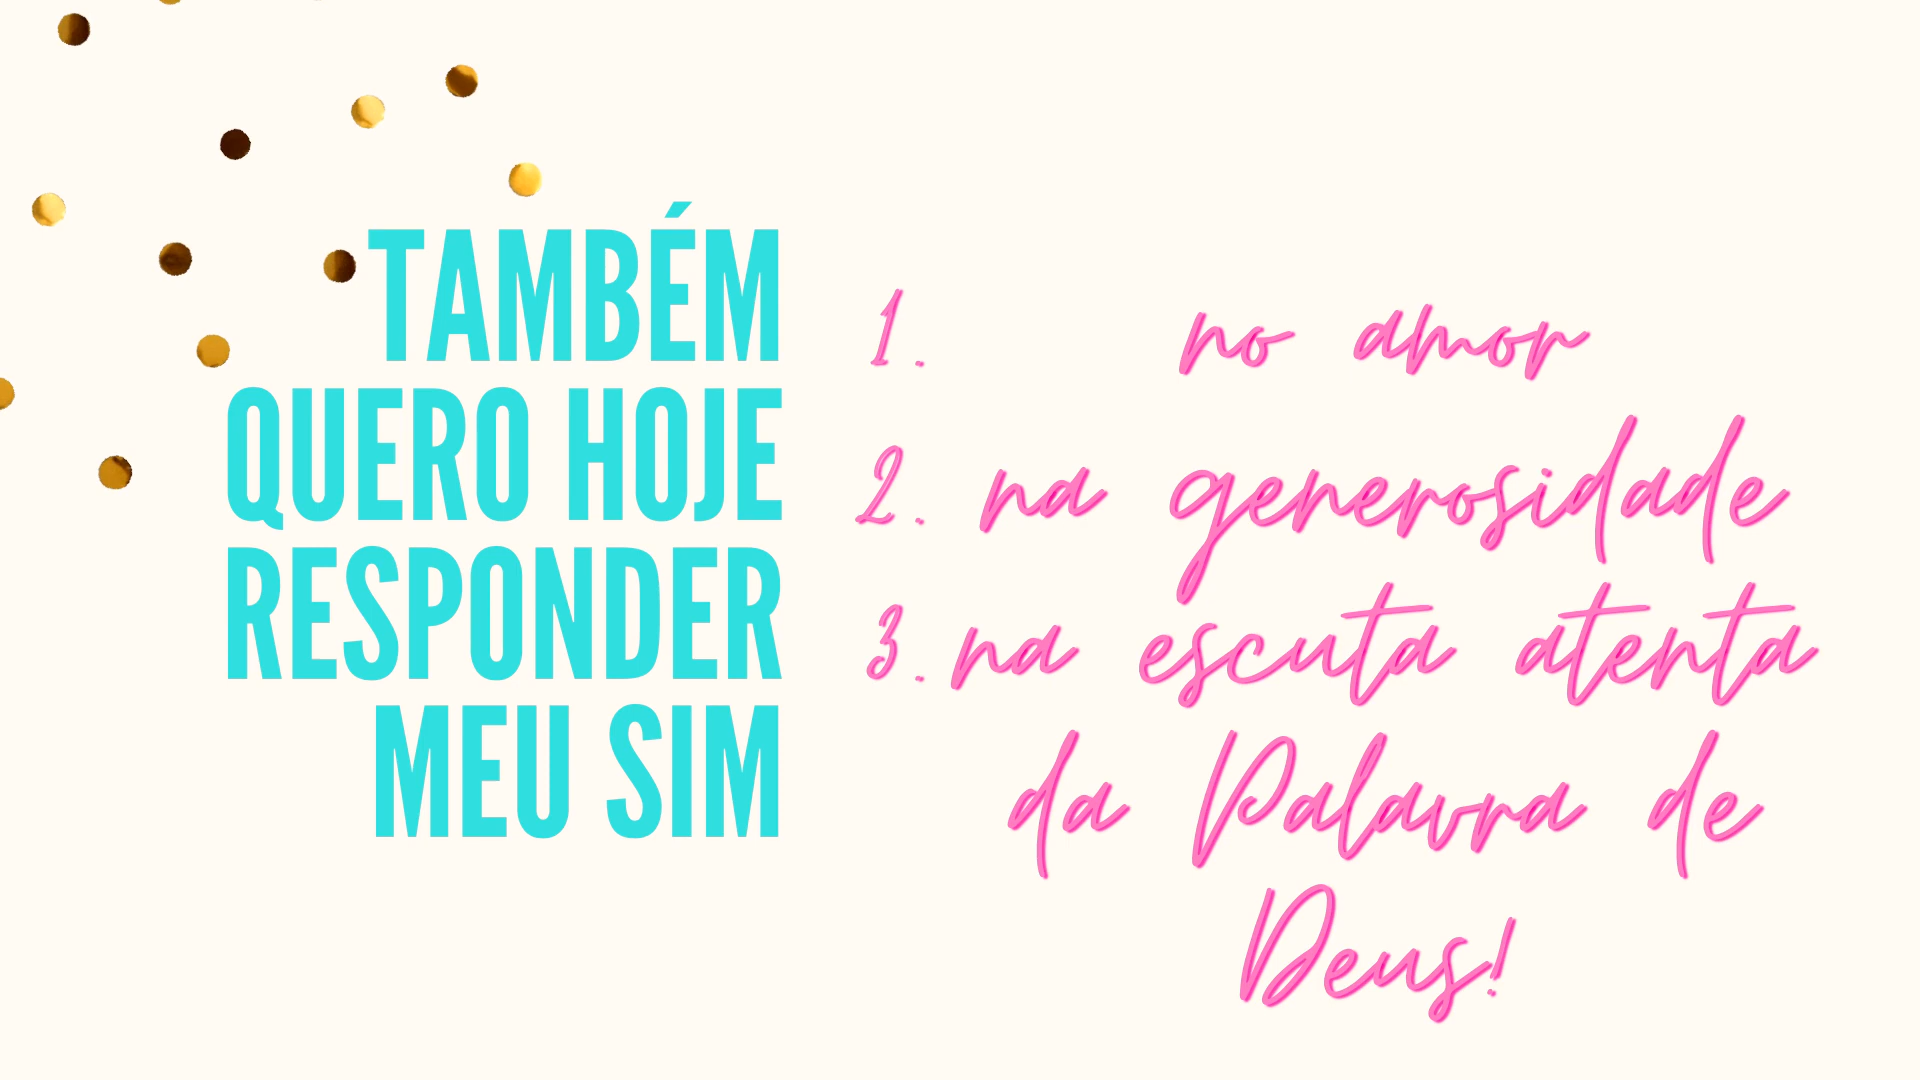 TAMBÉM
QUERO HOJE
RESPONDER
MEU SIM
1. no amor
2. na generosidade
3. na escuta atenta
da Palavra de
Deus!